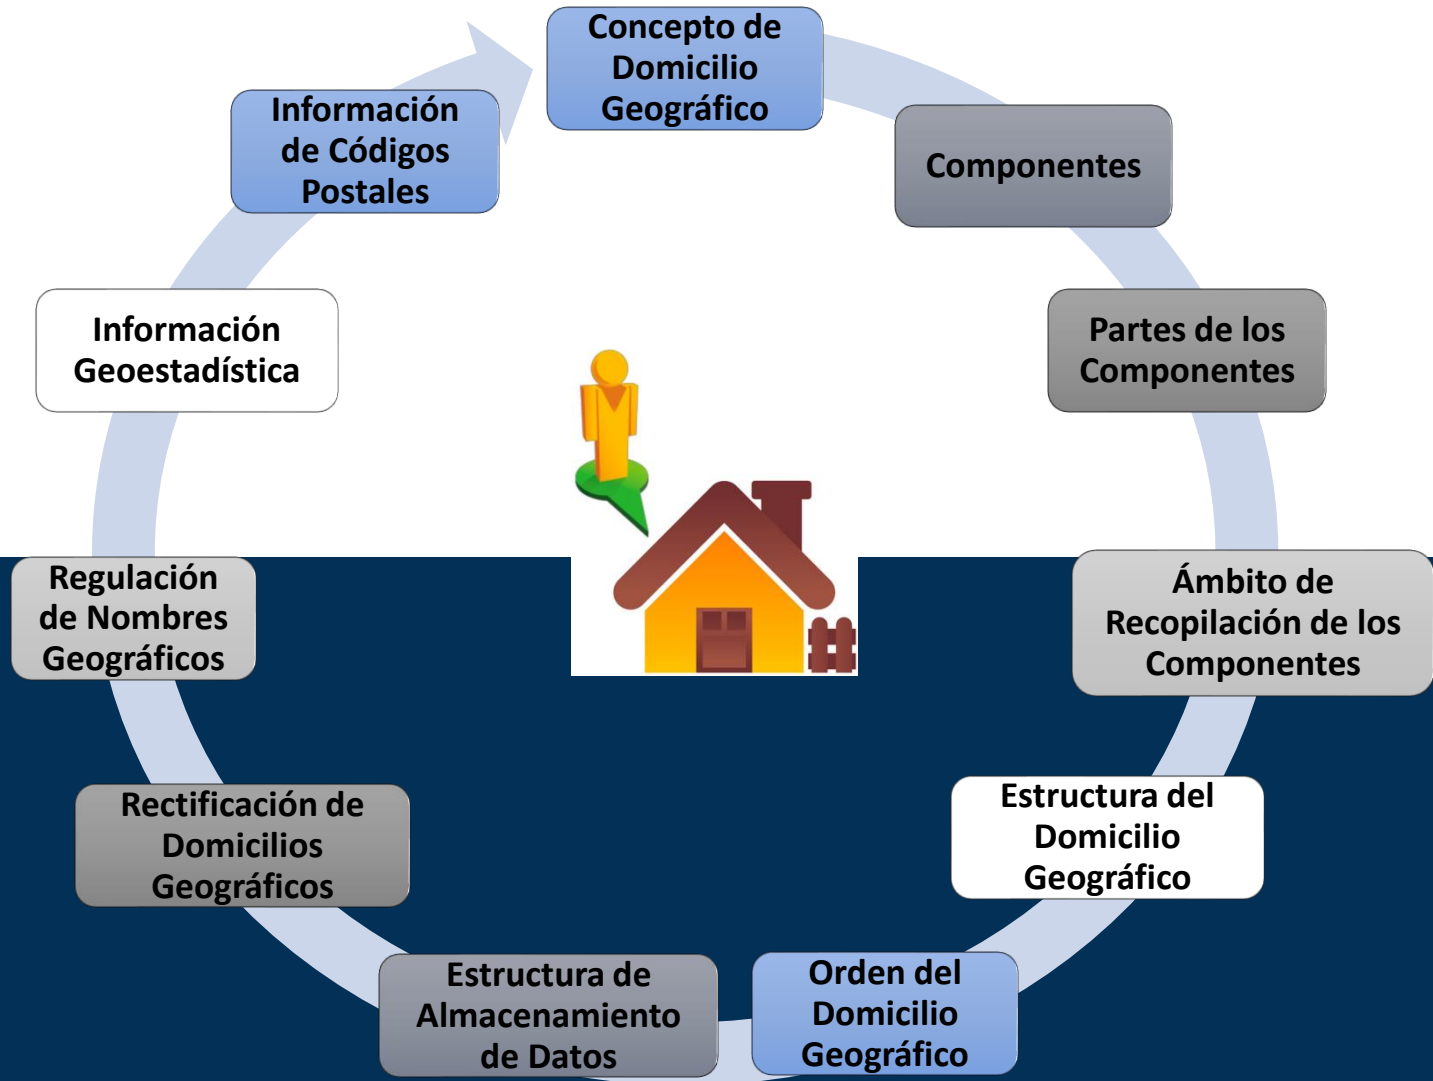 Concepto de
Domicilio
Geográfico
Componentes
Partes de los
Componentes
Ámbito de
Recopilación de los
Componentes
Estructura del
Domicilio
Geográfico
Orden del
Domicilio
Geográfico
Estructura de
Almacenamiento
de Datos
Rectificación de
Domicilios
Geográficos
Regulación
de Nombres
Geográficos
Información
Geoestadística
Información
de Códigos
Postales